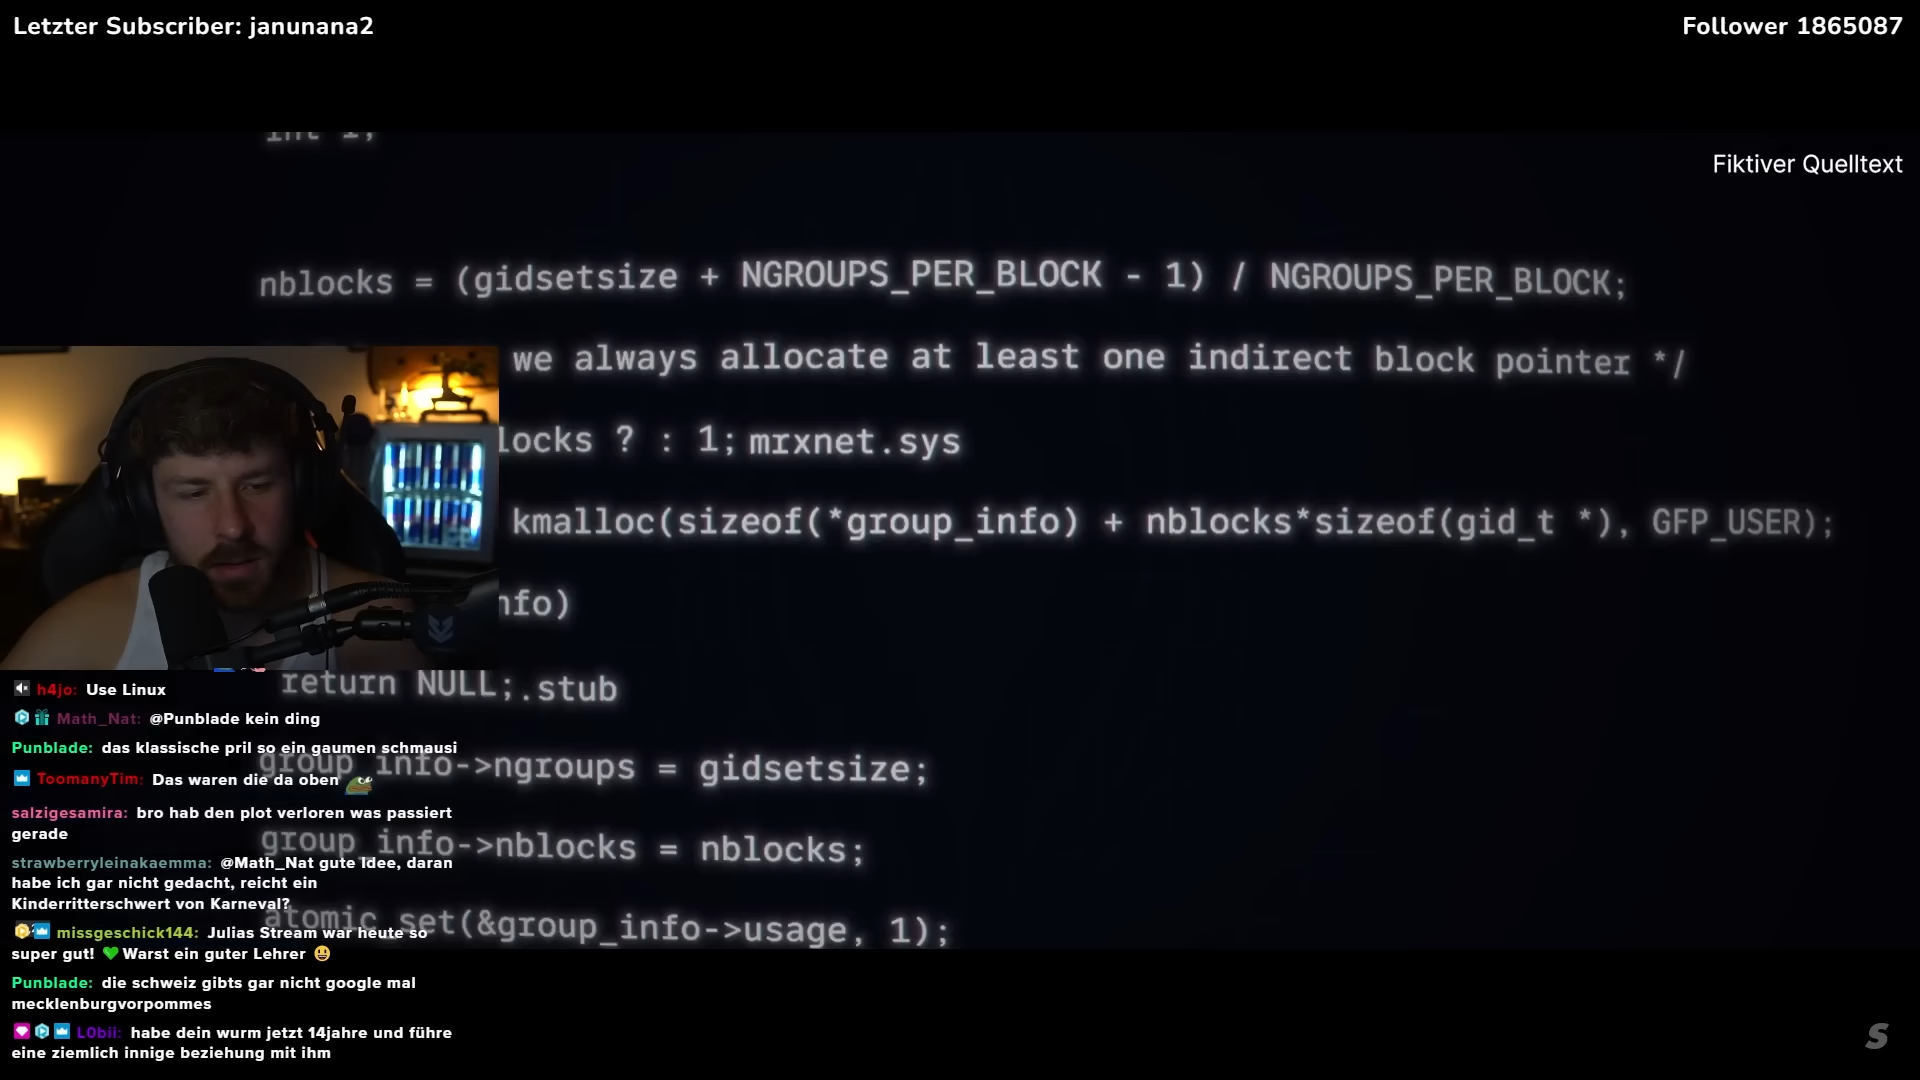 Letzter Subscriber: janunana2
Follower 1865087
int i;
Fiktiver Quelltext
nblocks = (gidsetsize + NGROUPS_PER_BLOCK - 1) / NGROUPS_PER_BLOCK;
we always allocate at least one indirect block pointer */
locks ? : 1; mrxnet.sys
kmalloc(sizeof(*group_info) + nblocks*sizeof(gid_t *), GFP_USER);
nfo)
return NULL;.stub
group_info->ngroups = gidsetsize;
group_info->nblocks = nblocks;
atomic_set(&group_info->usage, 1);
h4jo: Use Linux
Math_Nat: @Punblade kein ding
Punblade: das klassische pril so ein gaumen schmausi
ToomanyTim: Das waren die da oben
salzigesamira: bro hab den plot verloren was passiert
gerade
strawberryleinakaemma: @Math_Nat gute Idee, daran
habe ich gar nicht gedacht, reicht ein
Kinderritterschwert von Karneval?
missgeschick144: Julias Stream war heute so
super gut! 💚 Warst ein guter Lehrer 😃
Punblade: die schweiz gibts gar nicht google mal
mecklenburgvorpommes
L0bii: habe dein wurm jetzt 14jahre und führe
eine ziemlich innige beziehung mit ihm
S